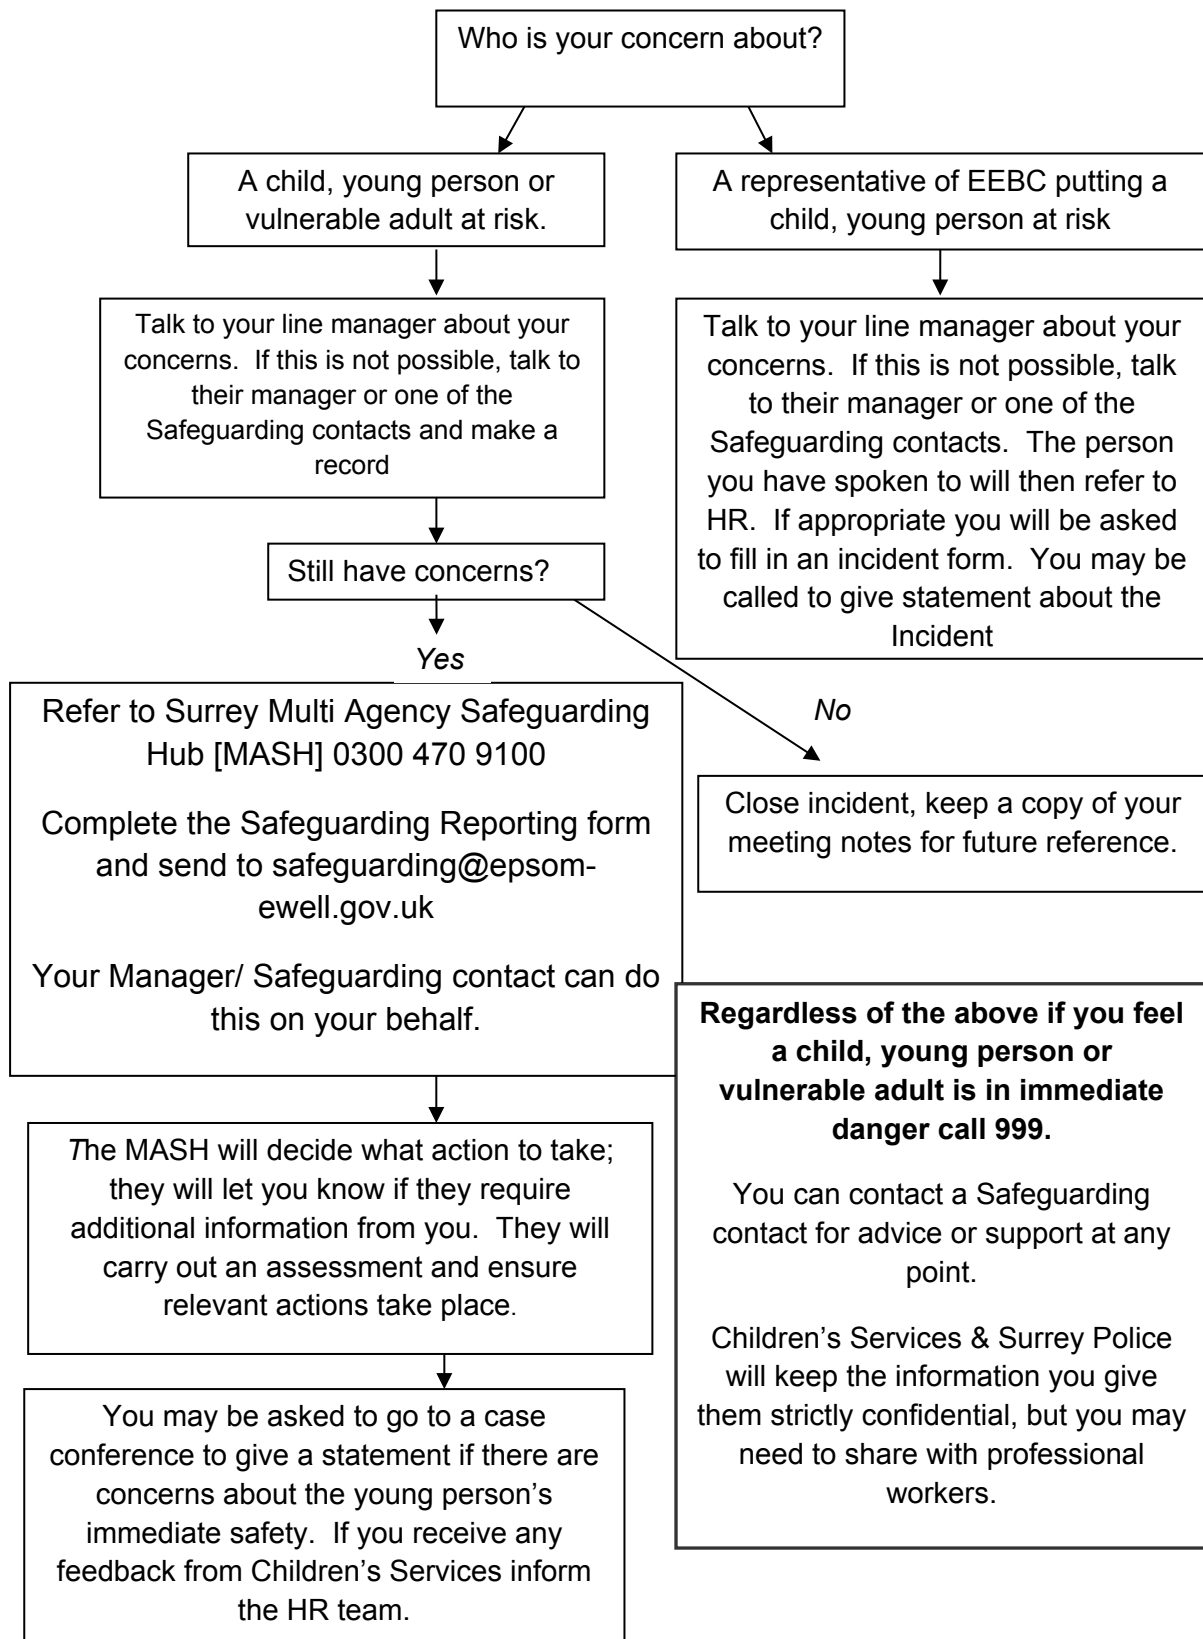 Who is your concern about?
A child, young person or
vulnerable adult at risk.
A representative of EEBC putting a
child, young person at risk
Talk to your line manager about your
concerns.  If this is not possible, talk to
their manager or one of the
Safeguarding contacts and make a
record
Talk to your line manager about your
concerns.  If this is not possible, talk
to their manager or one of the
Safeguarding contacts.  The person
you have spoken to will then refer to
HR.  If appropriate you will be asked
to fill in an incident form.  You may be
called to give statement about the
Incident
Still have concerns?
Yes
No
Refer to Surrey Multi Agency Safeguarding
Hub [MASH] 0300 470 9100
Complete the Safeguarding Reporting form
and send to safeguarding@epsom-
ewell.gov.uk
Your Manager/ Safeguarding contact can do
this on your behalf.
Close incident, keep a copy of your
meeting notes for future reference.
Regardless of the above if you feel
a child, young person or
vulnerable adult is in immediate
danger call 999.
You can contact a Safeguarding
contact for advice or support at any
point.
Children’s Services & Surrey Police
will keep the information you give
them strictly confidential, but you may
need to share with professional
workers.
The MASH will decide what action to take;
they will let you know if they require
additional information from you.  They will
carry out an assessment and ensure
relevant actions take place.
You may be asked to go to a case
conference to give a statement if there are
concerns about the young person’s
immediate safety.  If you receive any
feedback from Children’s Services inform
the HR team.